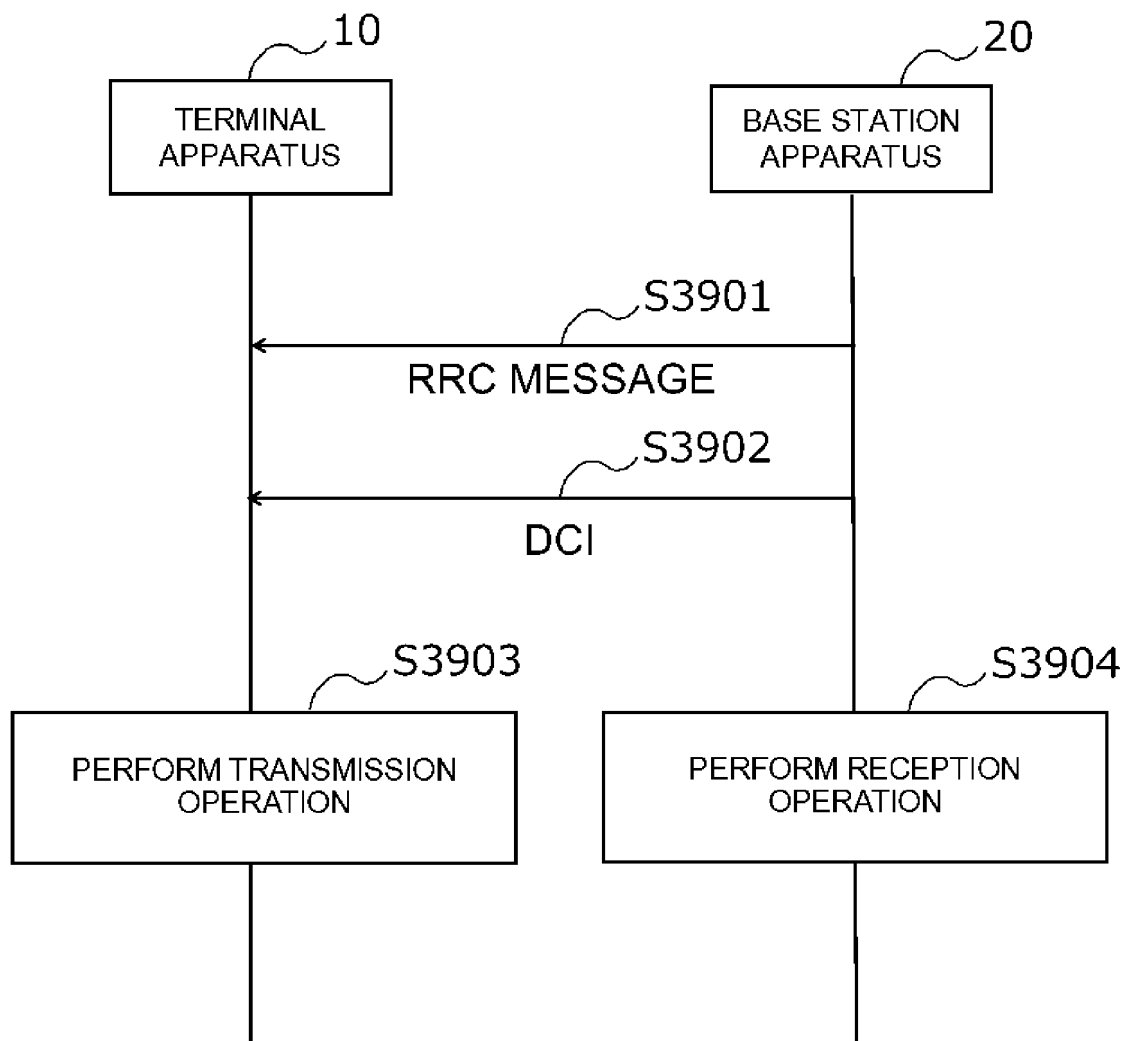 10
20
TERMINAL
APPARATUS
BASE STATION
APPARATUS
S3901
RRC MESSAGE
S3902
DCI
S3903
S3904
PERFORM TRANSMISSION
OPERATION
PERFORM RECEPTION
OPERATION